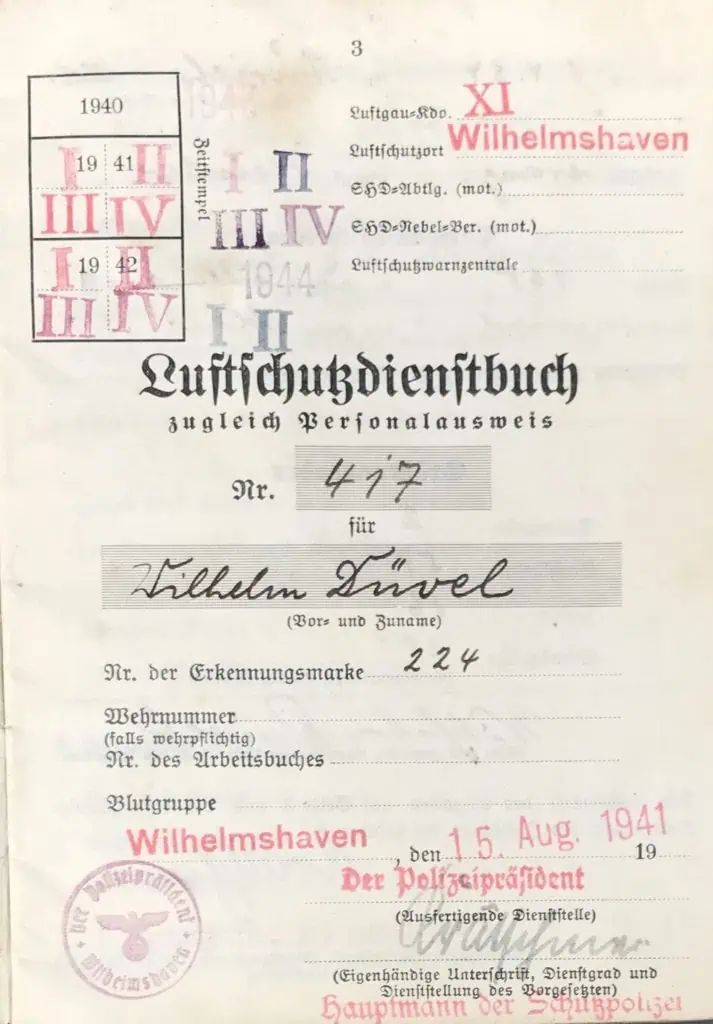 3
1940
I 19 41 II
III IV
I 19 42 II
III IV
Zeitstempel
I II
III IV
1944
I II
Luftgau=Kdo. XI
Luftschutzort Wilhelmshaven
SHD=Abtlg. (mot.)
SHD=Nebel=Ber. (mot.)
Luftschutzwarnzentrale
Luftschutzdienstbuch
zugleich Personalausweis
Nr. 417
für
Wilhelm Düvel
(Vor= und Zuname)
Nr. der Erkennungsmarke 224
Wehrnummer
(falls wehrpflichtig)
Nr. des Arbeitsbuches
Blutgruppe
Wilhelmshaven, den 15. Aug. 1941 19
Der Polizeipräsident
(Ausfertigende Dienststelle)
(Eigenhändige Unterschrift, Dienstgrad und
Dienststellung des Vorgesetzten)
Hauptmann der Schutzpolizei
Der Polizeipräsident
Wilhelmshaven